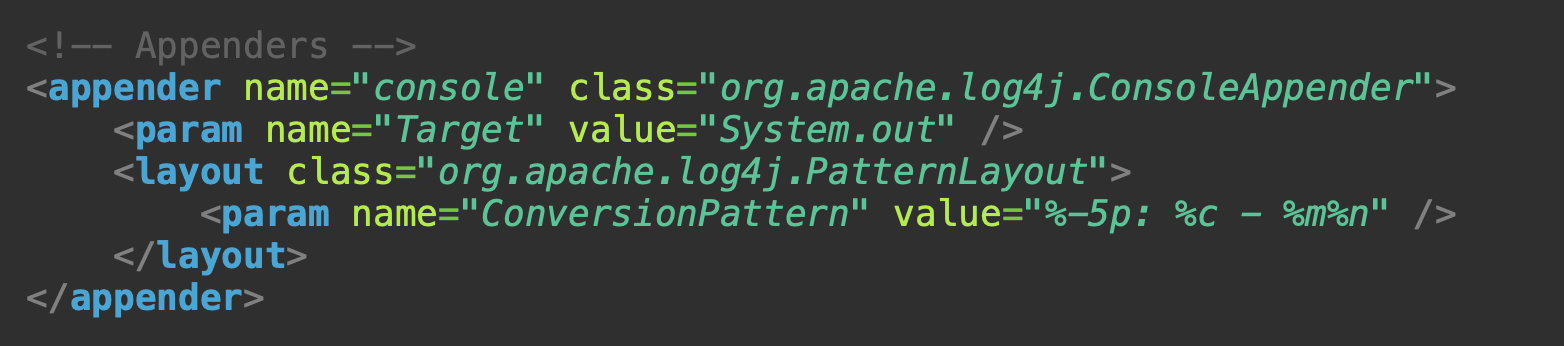 <!-- Appenders -->
<appender name="console" class="org.apache.log4j.ConsoleAppender">
    <param name="Target" value="System.out" />
    <layout class="org.apache.log4j.PatternLayout">
        <param name="ConversionPattern" value="%-5p: %c - %m%n" />
    </layout>
</appender>